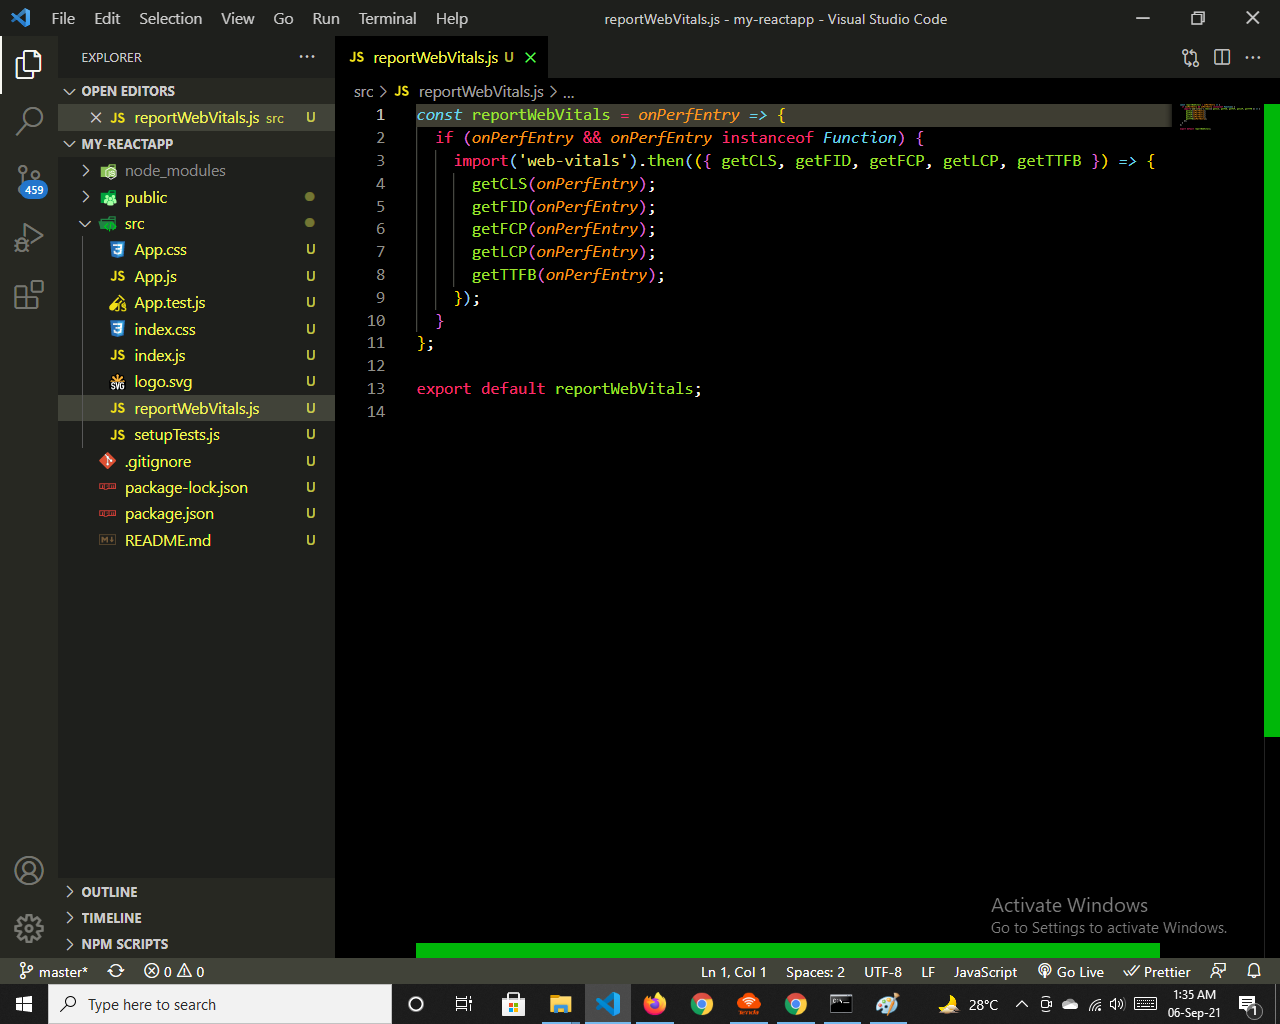 File Edit Selection View Go Run Terminal Help
reportWebVitals.js - my-reactapp - Visual Studio Code
EXPLORER
OPEN EDITORS
JS reportWebVitals.js src U
MY-REACTAPP
node_modules
public
src
App.css U
JS App.js U
App.test.js U
index.css U
JS index.js U
SVG logo.svg U
JS reportWebVitals.js U
JS setupTests.js U
.gitignore U
package-lock.json U
package.json U
README.md U
459
OUTLINE
TIMELINE
NPM SCRIPTS
JS reportWebVitals.js U
src > JS reportWebVitals.js > ...
1 const reportWebVitals = onPerfEntry => {
2 if (onPerfEntry && onPerfEntry instanceof Function) {
3 import('web-vitals').then(({ getCLS, getFID, getFCP, getLCP, getTTFB }) => {
4 getCLS(onPerfEntry);
5 getFID(onPerfEntry);
6 getFCP(onPerfEntry);
7 getLCP(onPerfEntry);
8 getTTFB(onPerfEntry);
9 });
10 }
11 };
12
13 export default reportWebVitals;
14
Activate Windows
Go to Settings to activate Windows.
master* 0 0 Ln 1, Col 1 Spaces: 2 UTF-8 LF JavaScript Go Live Prettier
Type here to search
28°C
1:35 AM
06-Sep-21
1